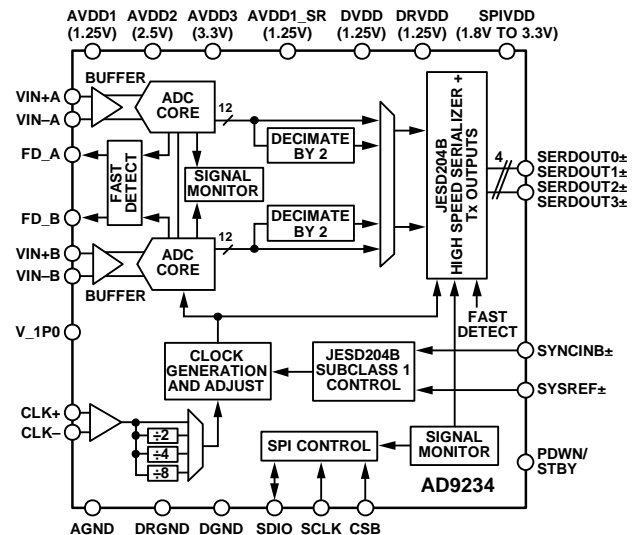 AVDD1
(1.25V)
AVDD2
(2.5V)
AVDD3
(3.3V)
AVDD1_SR
(1.25V)
DVDD
(1.25V)
DRVDD
(1.25V)
SPIVDD
(1.8V TO 3.3V)
BUFFER
VIN+A
VIN–A
ADC
CORE
12
DECIMATE
BY 2
FD_A
FAST
DETECT
SIGNAL
MONITOR
FD_B
DECIMATE
BY 2
VIN+B
VIN–B
ADC
CORE
12
BUFFER
JESD204B
HIGH SPEED SERIALIZER +
Tx OUTPUTS
4
SERDOUT0±
SERDOUT1±
SERDOUT2±
SERDOUT3±
FAST
DETECT
V_1P0
CLOCK
GENERATION
AND ADJUST
JESD204B
SUBCLASS 1
CONTROL
SYNCINB±
SYSREF±
CLK+
CLK–
÷2
÷4
÷8
SPI CONTROL
SIGNAL
MONITOR
PDWN/
STBY
AD9234
AGND
DRGND
DGND
SDIO
SCLK
CSB